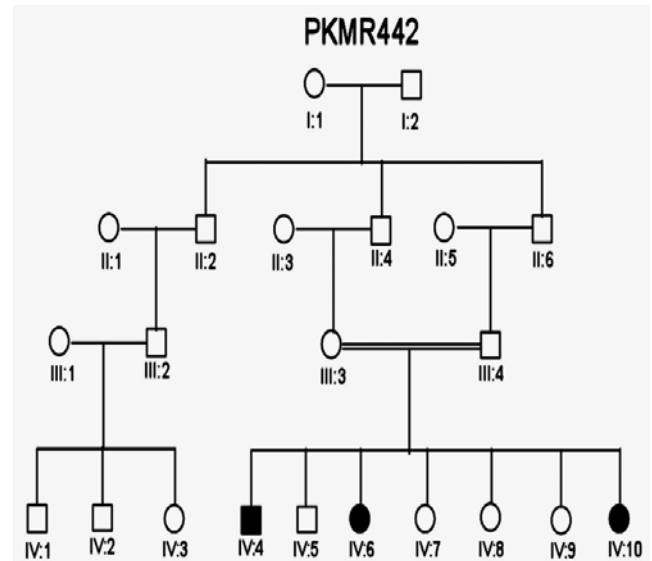 PKMR442
I:1 I:2
II:1 II:2 II:3 II:4 II:5 II:6
III:1 III:2 III:3 III:4
IV:1 IV:2 IV:3 IV:4 IV:5 IV:6 IV:7 IV:8 IV:9 IV:10